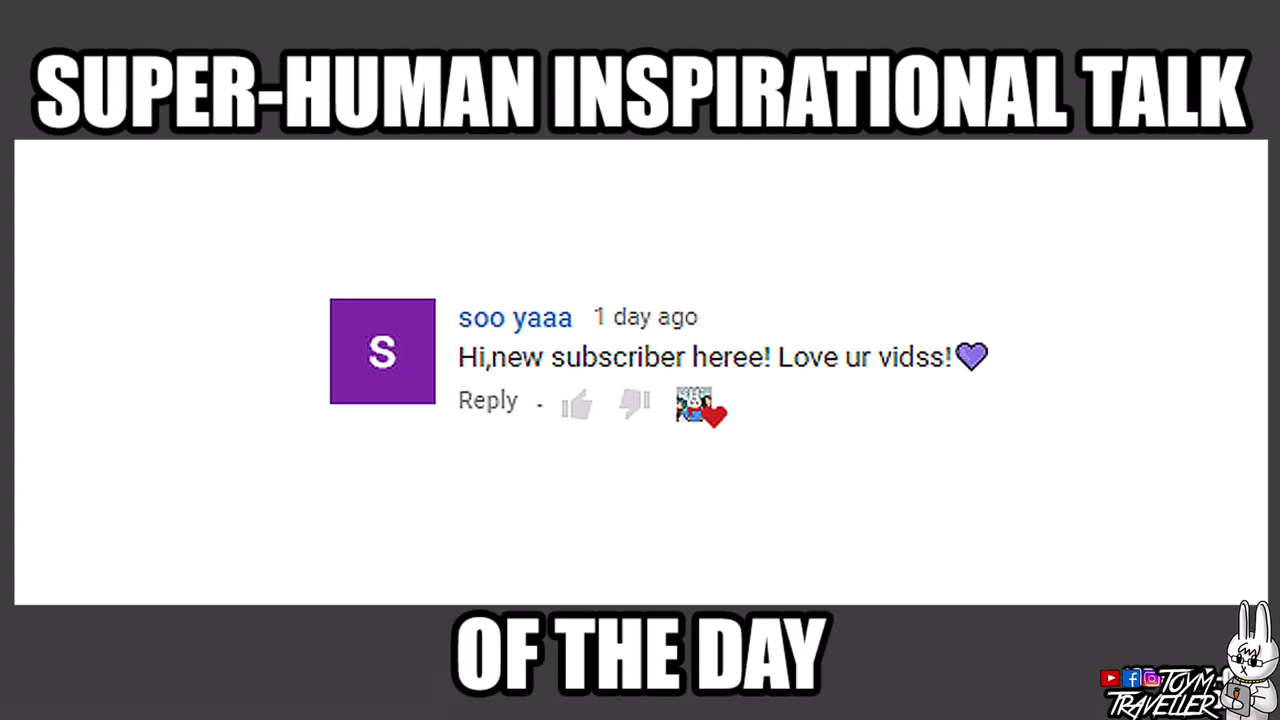 SUPER-HUMAN INSPIRATIONAL TALK
S
soo yaaa 1 day ago
Hi,new subscriber heree! Love ur vidss!💜
Reply
OF THE DAY
TOYM-
TRAVELLER